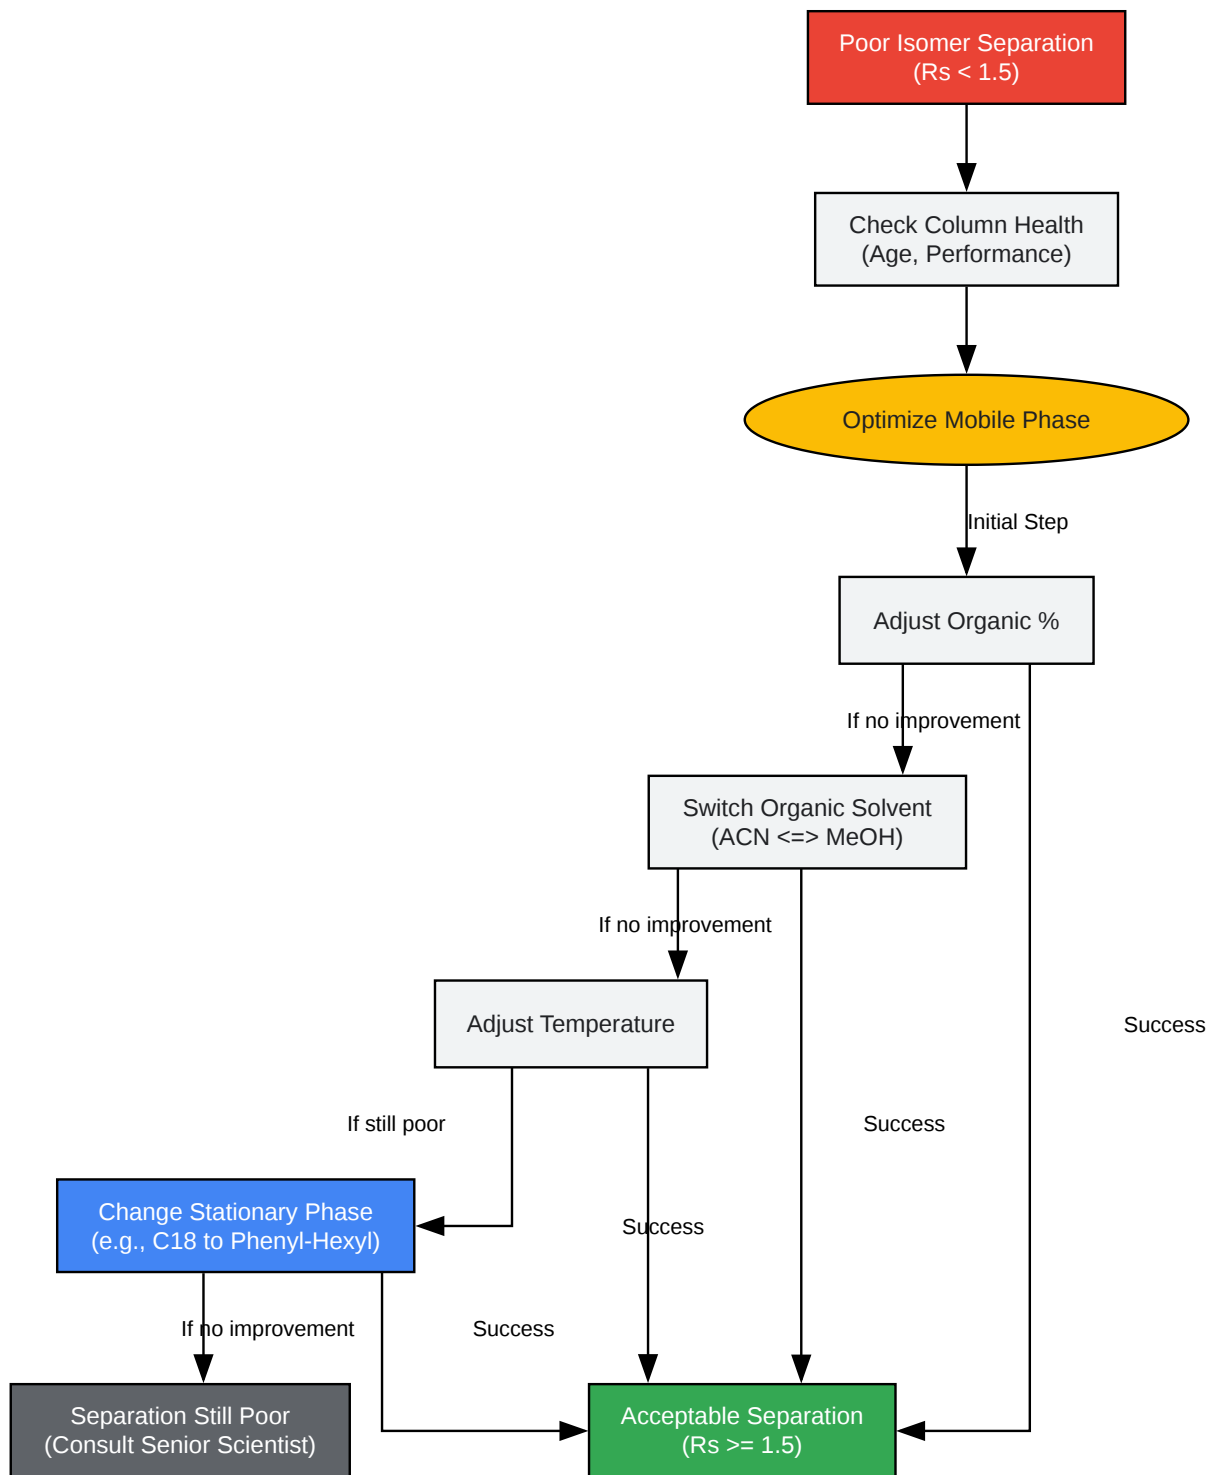 Poor Isomer Separation
(Rs < 1.5)
Check Column Health
(Age, Performance)
Optimize Mobile Phase
Initial Step
Adjust Organic %
If no improvement
Switch Organic Solvent
(ACN <=> MeOH)
If no improvement
Adjust Temperature
Success
If still poor
Success
Change Stationary Phase
(e.g., C18 to Phenyl-Hexyl)
Success
If no improvement
Success
Separation Still Poor
(Consult Senior Scientist)
Acceptable Separation
(Rs >= 1.5)